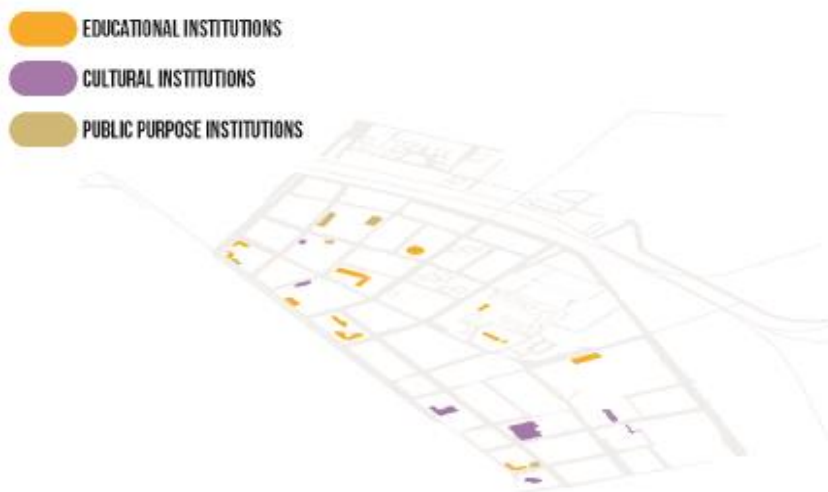 EDUCATIONAL INSTITUTIONS
CULTURAL INSTITUTIONS
PUBLIC PURPOSE INSTITUTIONS